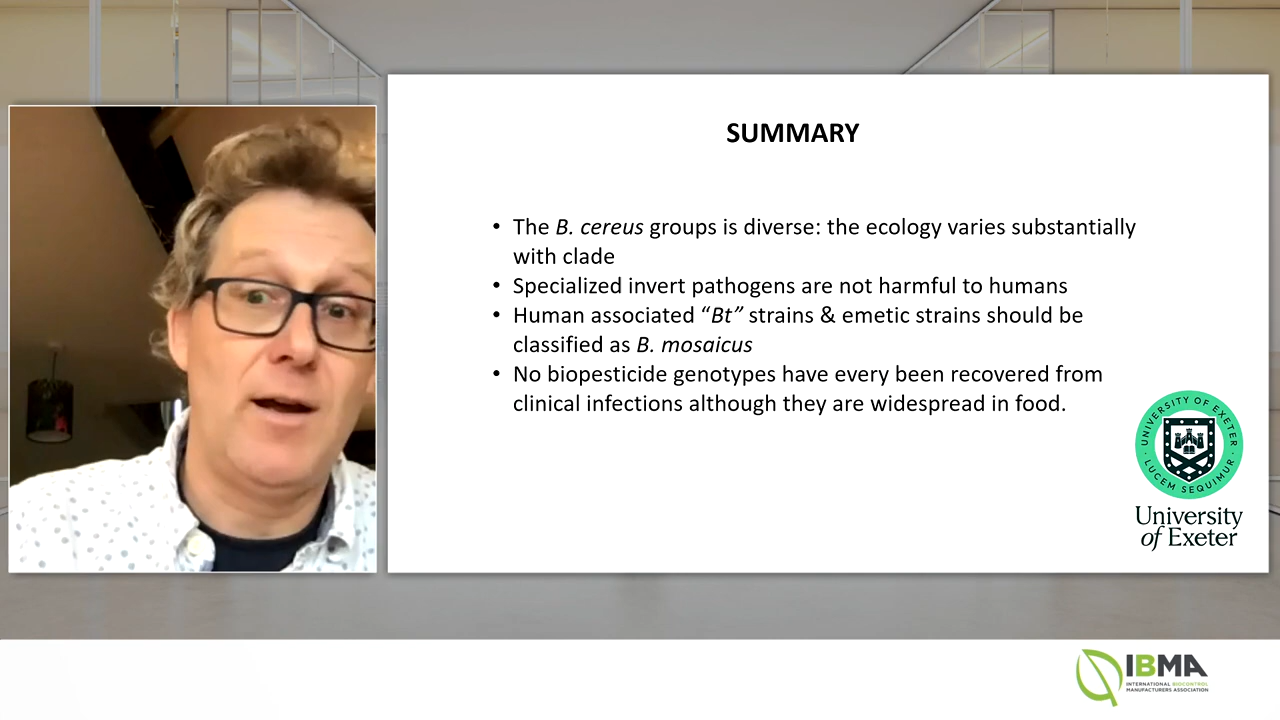 SUMMARY
• The B. cereus groups is diverse: the ecology varies substantially
with clade
• Specialized invert pathogens are not harmful to humans
• Human associated “Bt” strains & emetic strains should be
classified as B. mosaicus
• No biopesticide genotypes have every been recovered from
clinical infections although they are widespread in food.
UNIVERSITY OF EXETER
LUCEM SEQUIMUR
University
of Exeter
IBMA
INTERNATIONAL BIOCONTROL
MANUFACTURERS ASSOCIATION